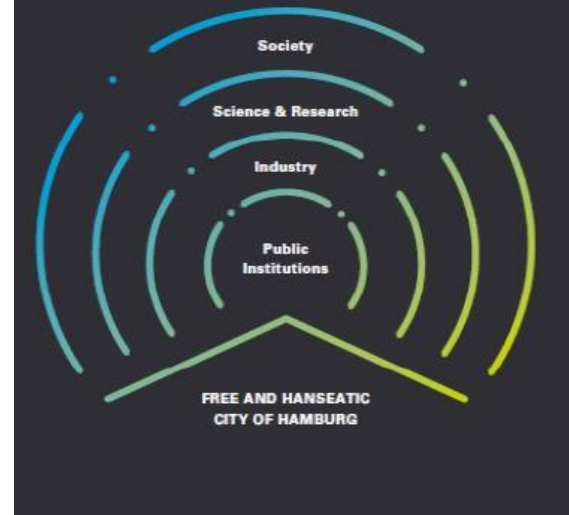 Society
Science & Research
Industry
Public
Institutions
FREE AND HANSEATIC
CITY OF HAMBURG